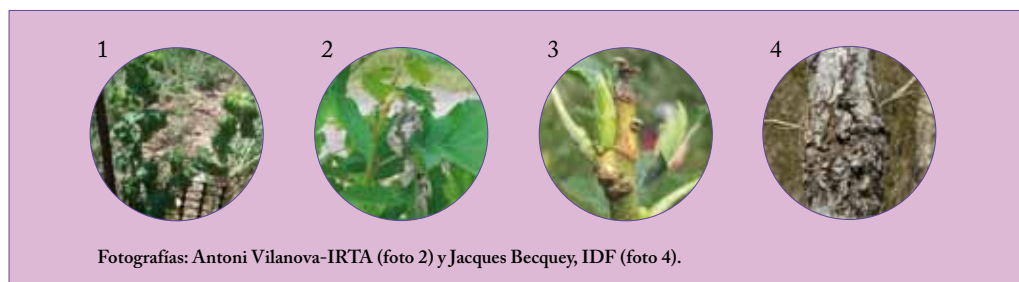 1 2 3 4
Fotografías: Antoni Vilanova-IRTA (foto 2) y Jacques Becquey, IDF (foto 4).